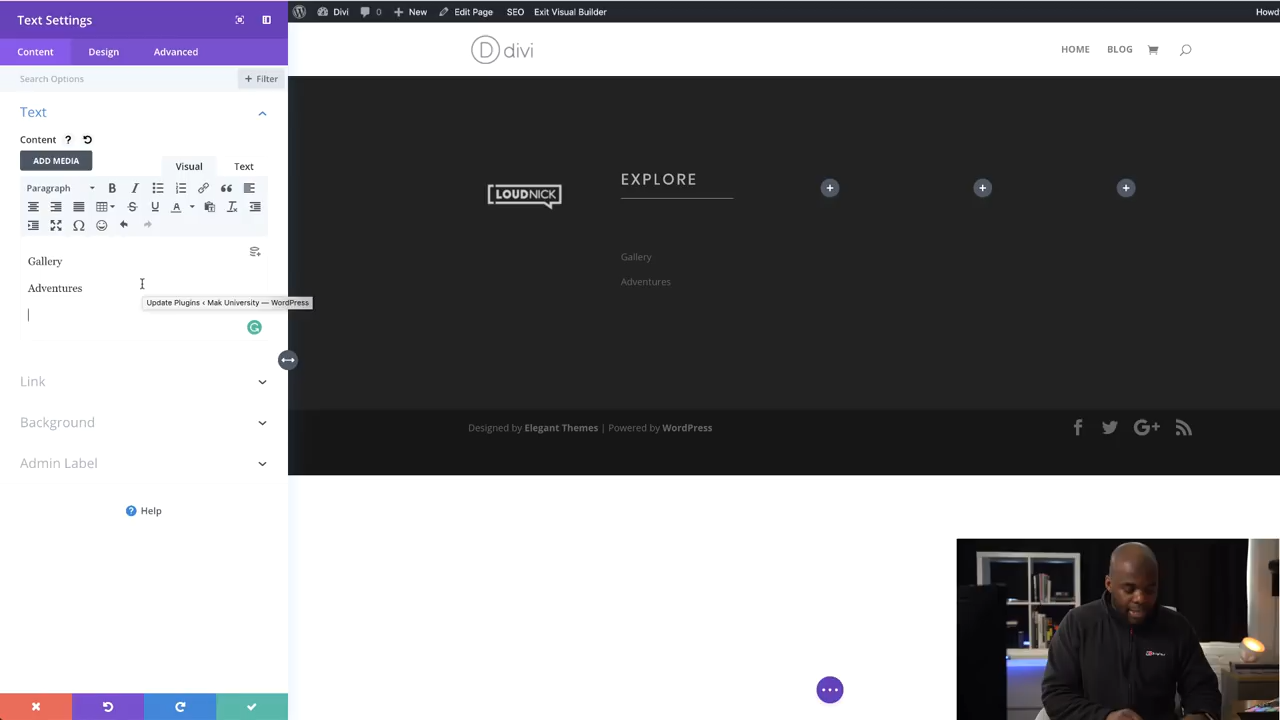 Text Settings
Content Design Advanced
Search Options + Filter
Text
Content ?
ADD MEDIA
Visual Text
Paragraph B I U A
Gallery
Adventures
Update Plugins ‹ Mak University — WordPress
Link
Background
Admin Label
? Help
Divi 0 + New Edit Page SEO Exit Visual Builder Howd
D divi
HOME BLOG
LOUDNICK
EXPLORE
Gallery
Adventures
Designed by Elegant Themes | Powered by WordPress